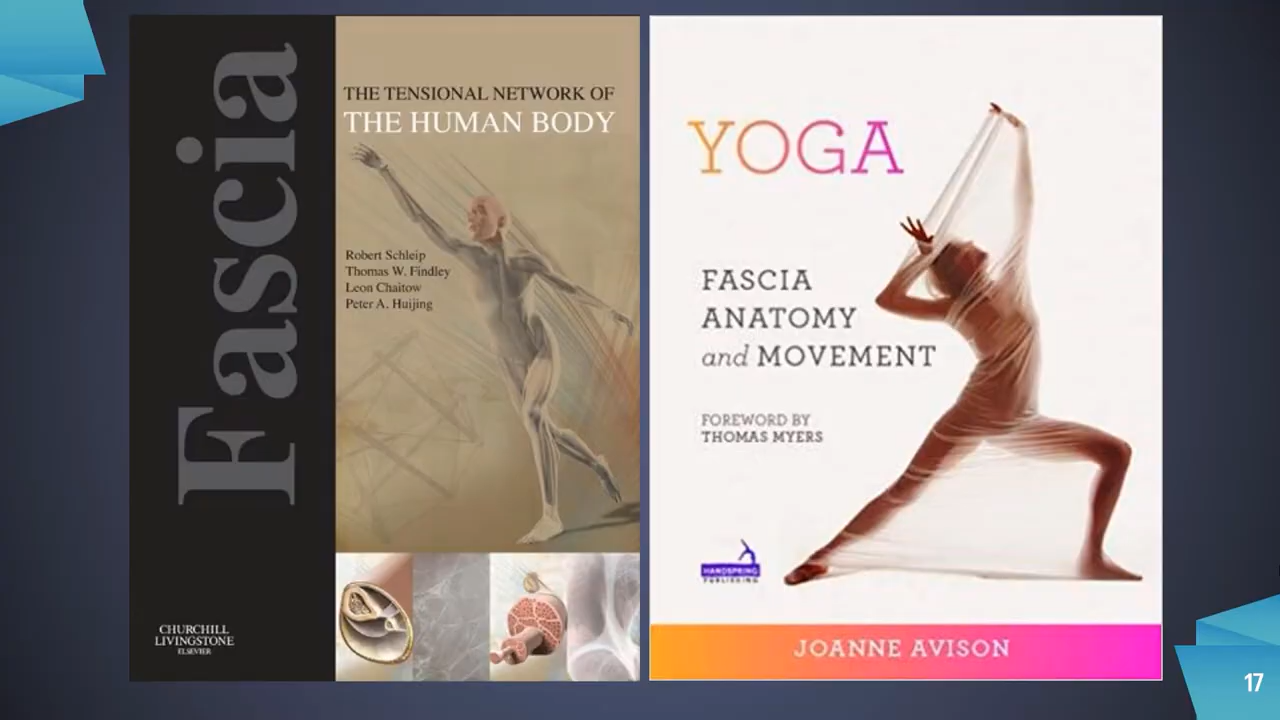 Fascia
THE TENSIONAL NETWORK OF
THE HUMAN BODY
Robert Schleip
Thomas W. Findley
Leon Chaitow
Peter A. Huijing
CHURCHILL
LIVINGSTONE
ELSEVIER
YOGA
FASCIA
ANATOMY
and MOVEMENT
FOREWORD BY
THOMAS MYERS
HANDSPRING
PUBLISHING
JOANNE AVISON
17